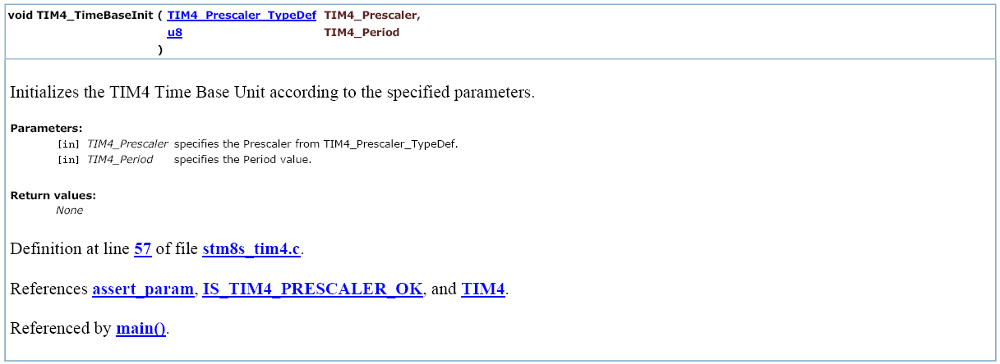 void TIM4_TimeBaseInit ( TIM4_Prescaler_TypeDef TIM4_Prescaler,
u8 TIM4_Period
)
Initializes the TIM4 Time Base Unit according to the specified parameters.
Parameters:
[in] TIM4_Prescaler specifies the Prescaler from TIM4_Prescaler_TypeDef.
[in] TIM4_Period specifies the Period value.
Return values:
None
Definition at line 57 of file stm8s_tim4.c.
References assert_param, IS_TIM4_PRESCALER_OK, and TIM4.
Referenced by main().